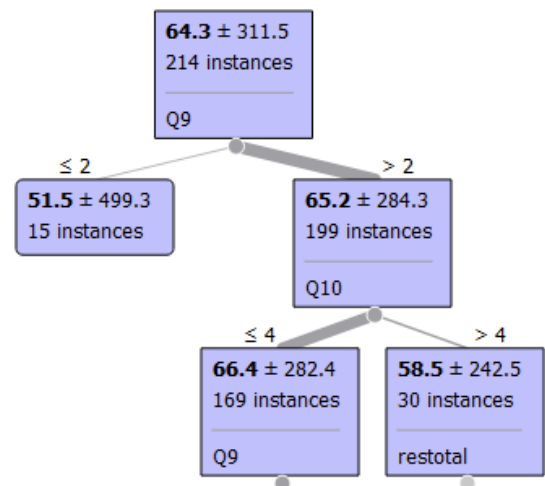 64.3 ± 311.5
214 instances
Q9
≤ 2
> 2
51.5 ± 499.3
15 instances
65.2 ± 284.3
199 instances
Q10
≤ 4
> 4
66.4 ± 282.4
169 instances
Q9
58.5 ± 242.5
30 instances
restotal